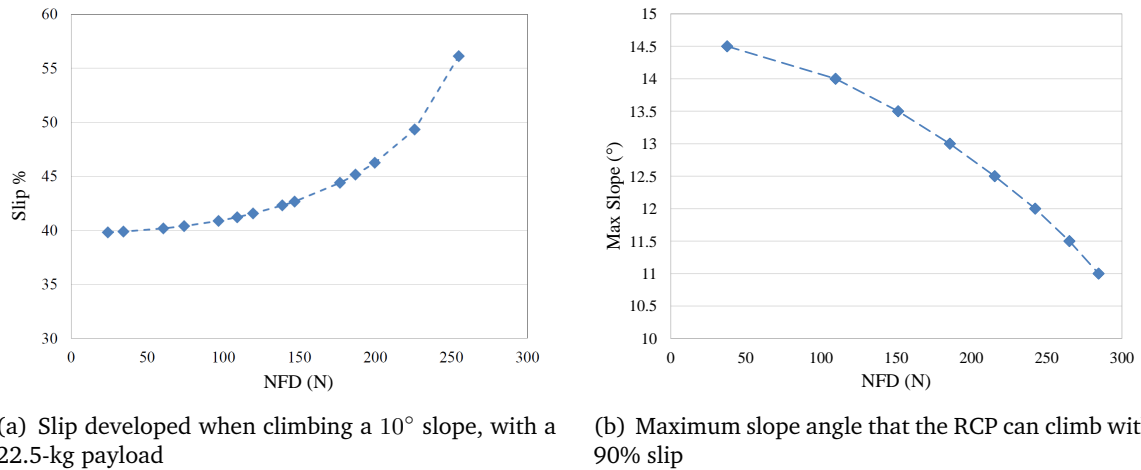 60
55
50
45
40
35
30
Slip %
0 50 100 150 200 250 300
NFD (N)
15
14.5
14
13.5
13
12.5
12
11.5
11
10.5
10
Max Slope (°)
0 50 100 150 200 250 300
NFD (N)
(a) Slip developed when climbing a 10° slope, with a
22.5-kg payload
(b) Maximum slope angle that the RCP can climb wit
90% slip